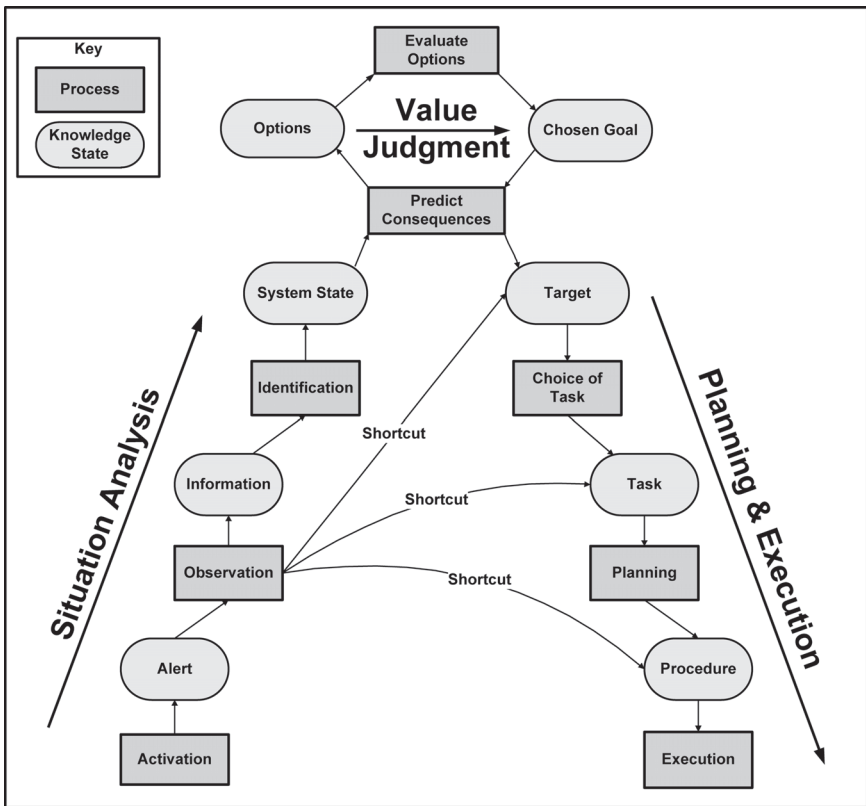 Key
Process
Knowledge
State
Evaluate
Options
Options
Value
Judgment
Chosen Goal
Predict
Consequences
System State
Target
Identification
Choice of
Task
Shortcut
Information
Shortcut
Task
Observation
Shortcut
Planning
Alert
Procedure
Activation
Execution
Situation Analysis
Planning & Execution